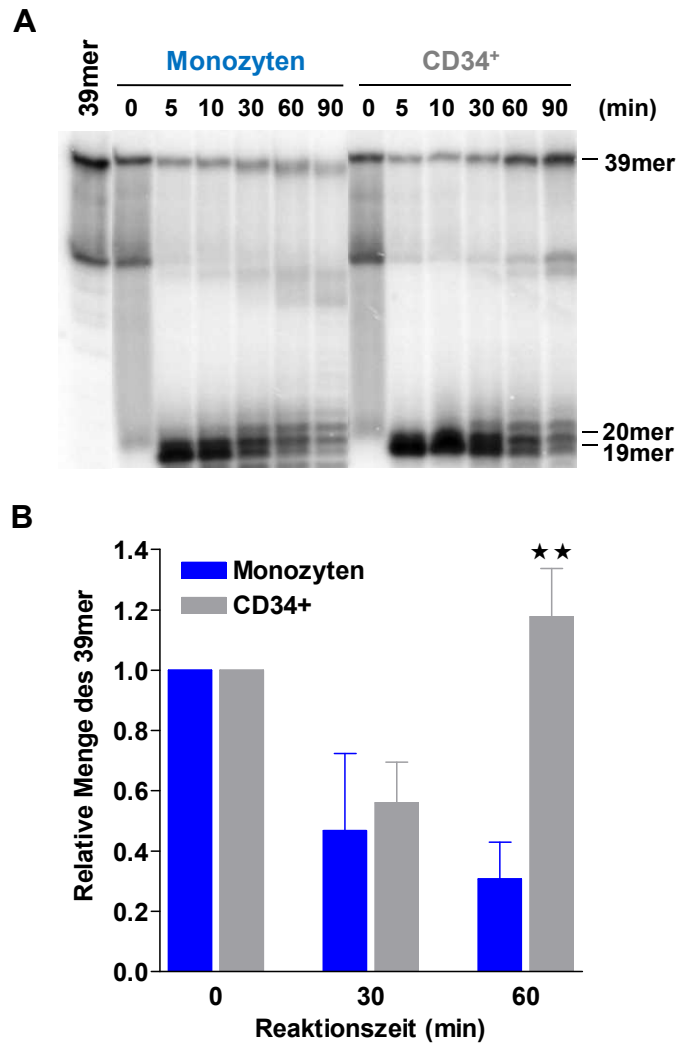 A
39mer
Monozyten CD34⁺
0 5 10 30 60 90 0 5 10 30 60 90 (min)
39mer
20mer
19mer
B
1.4
1.2
1.0
0.8
0.6
0.4
0.2
0.0
Relative Menge des 39mer
Monozyten
CD34+
★★
0 30 60
Reaktionszeit (min)